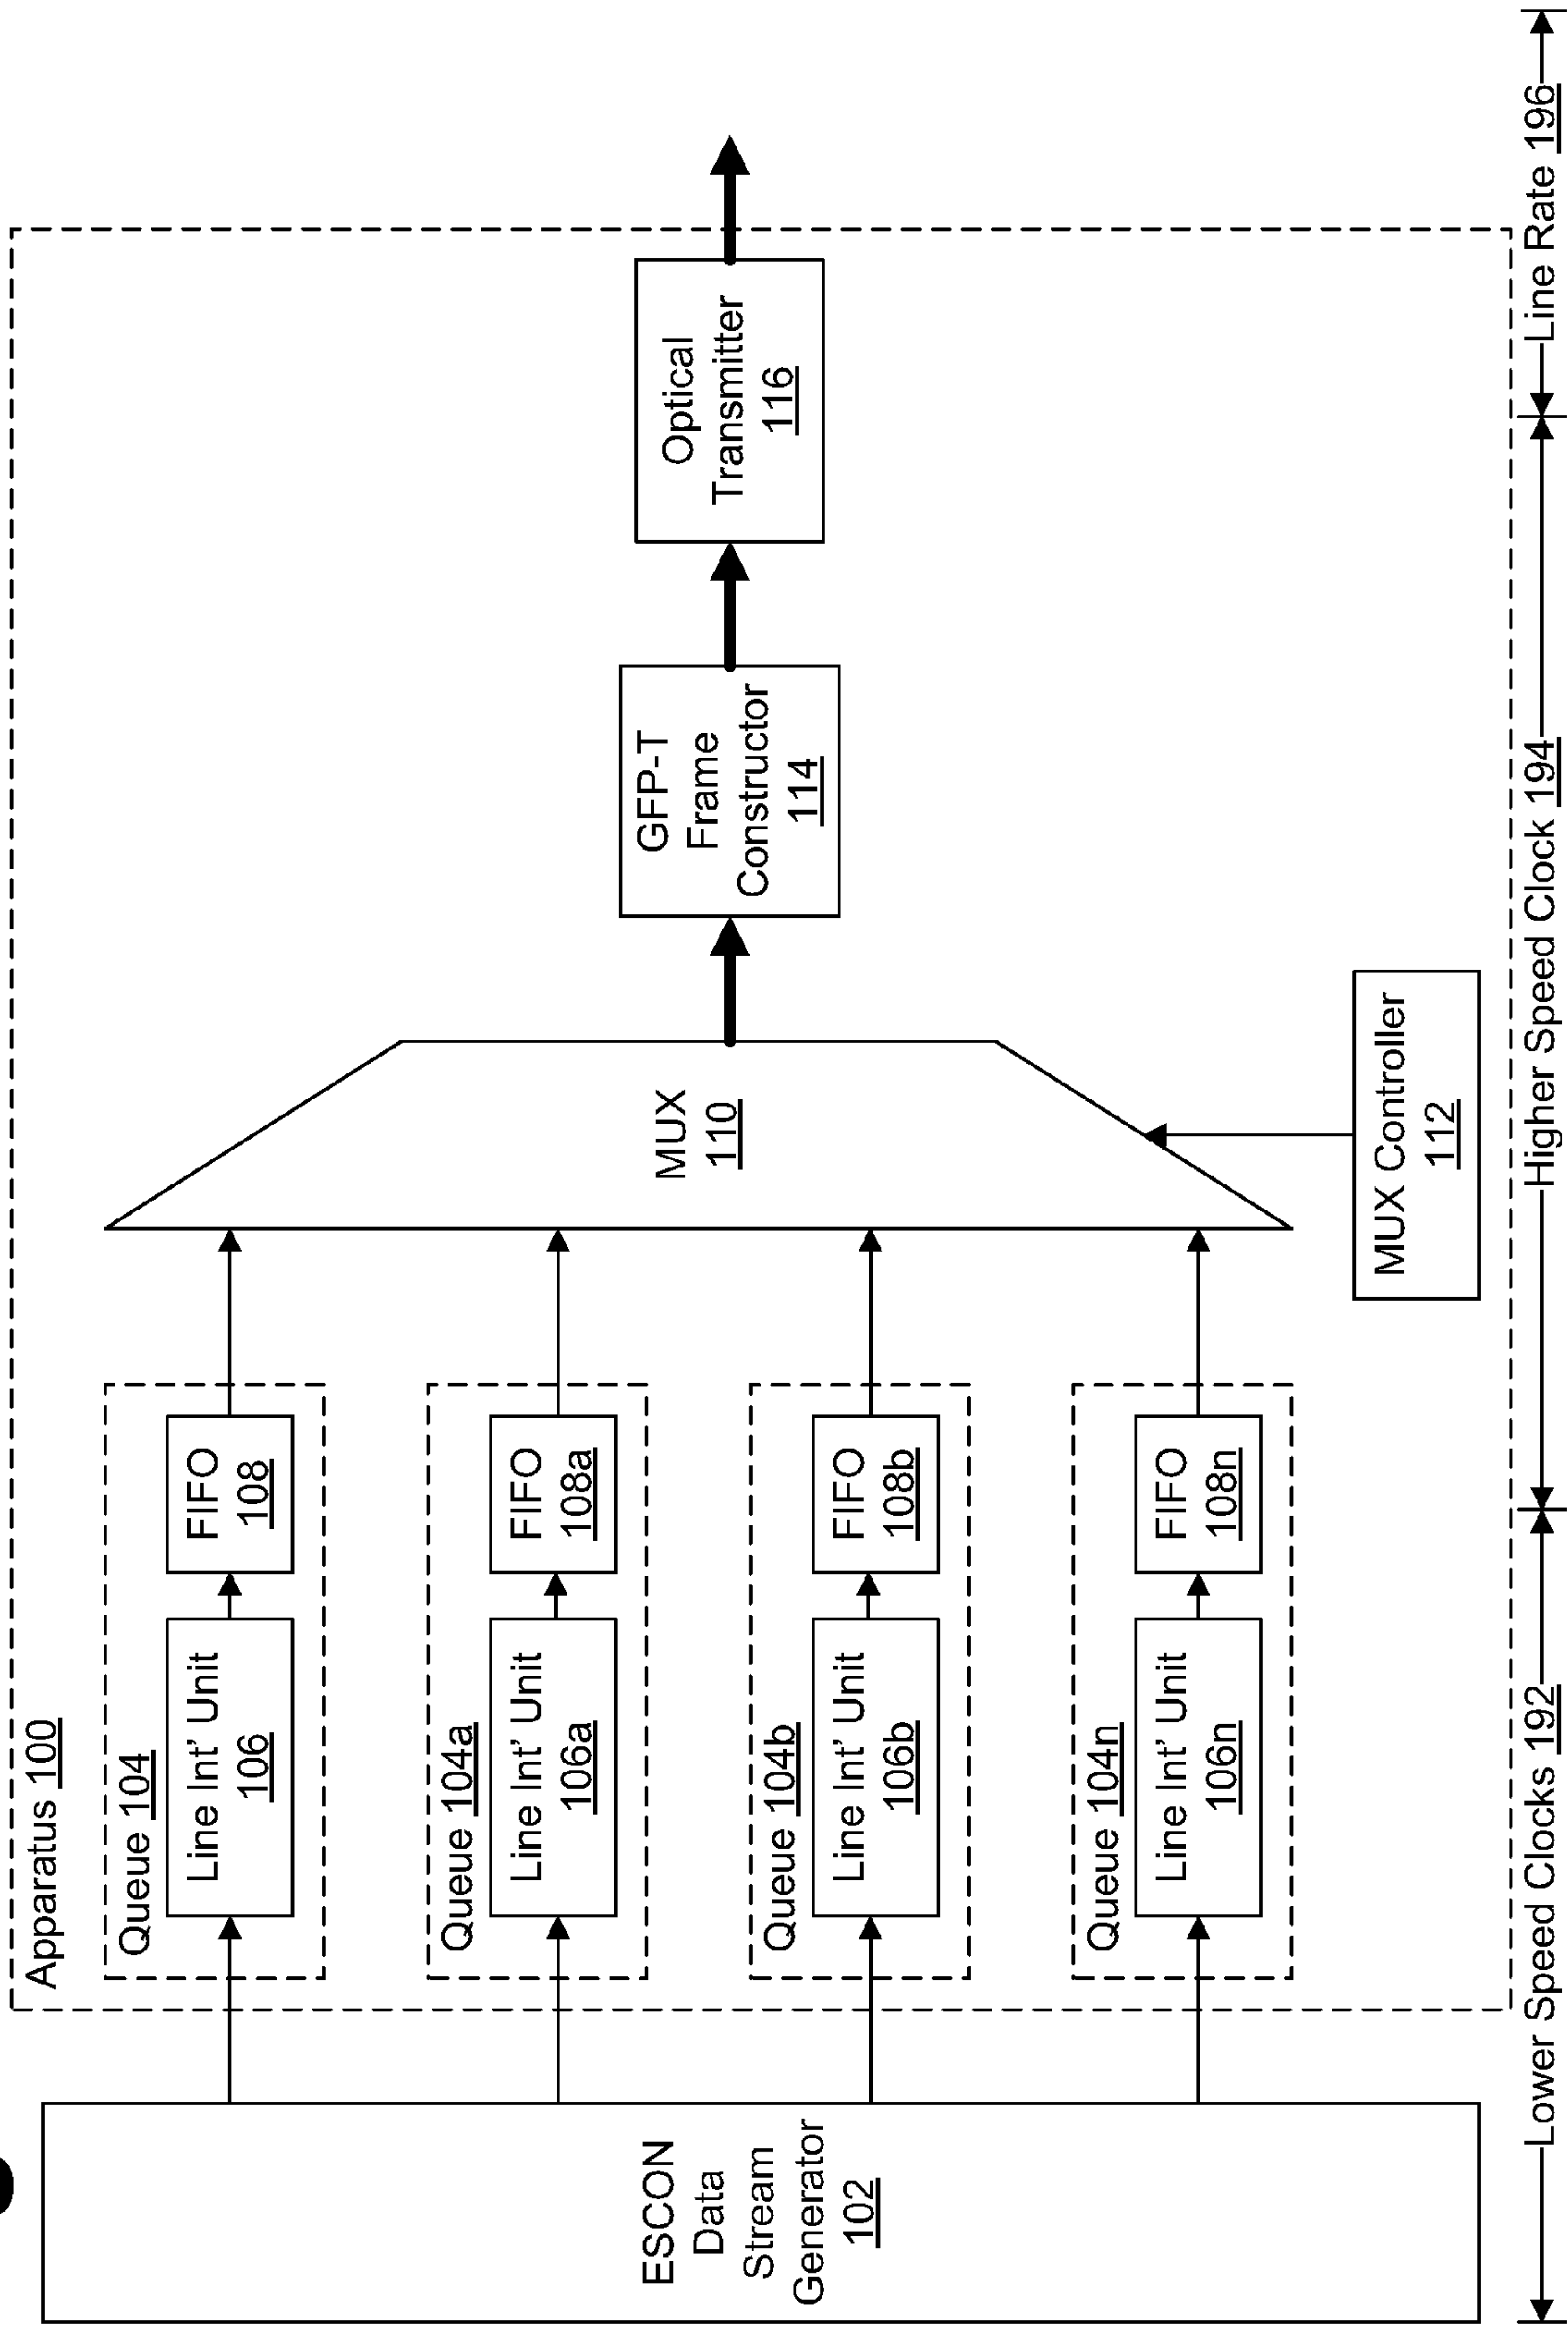 Apparatus 100
ESCON
Data
Stream
Generator
102
Queue 104
Line Int' Unit
106
FIFO
108
Queue 104a
Line Int' Unit
106a
FIFO
108a
Queue 104b
Line Int' Unit
106b
FIFO
108b
Queue 104n
Line Int' Unit
106n
FIFO
108n
MUX
110
MUX Controller
112
GFP-T
Frame
Constructor
114
Optical
Transmitter
116
Lower Speed Clocks 192
Higher Speed Clock 194
Line Rate 196